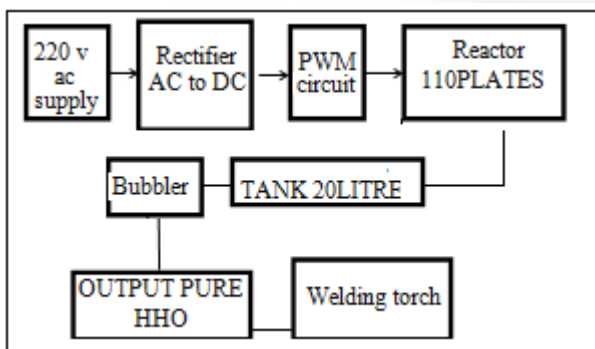 220 v
ac
supply
Rectifier
AC to DC
PWM
circuit
Reactor
110PLATES
Bubbler
TANK 20LITRE
OUTPUT PURE
HHO
Welding torch